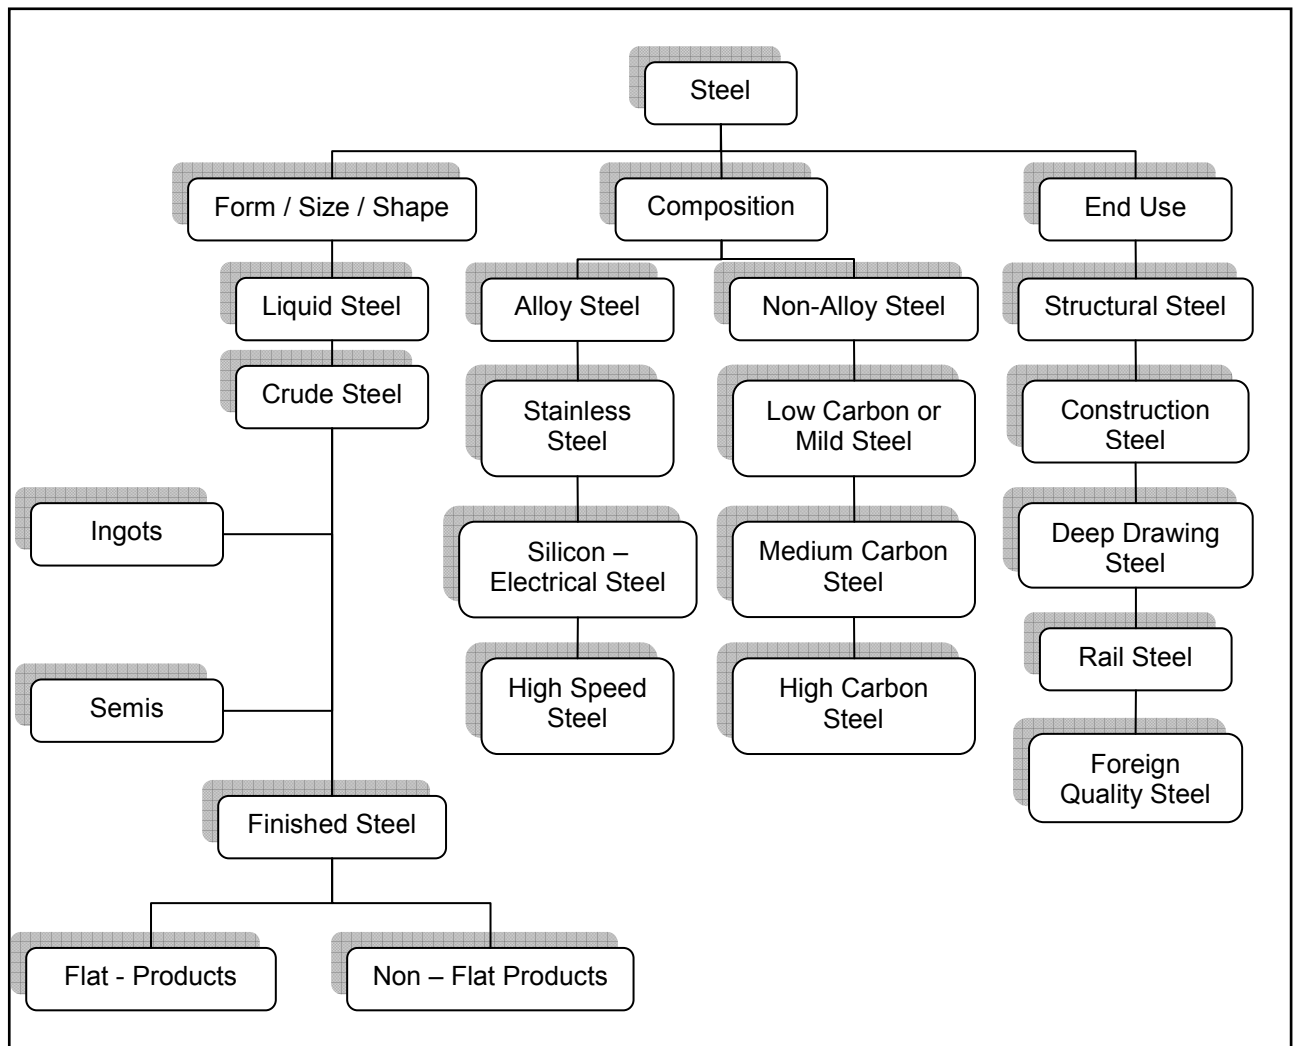 Steel
Form / Size / Shape
Composition
End Use
Liquid Steel
Alloy Steel
Non-Alloy Steel
Structural Steel
Crude Steel
Stainless
Steel
Low Carbon or
Mild Steel
Construction
Steel
Ingots
Silicon –
Electrical Steel
Medium Carbon
Steel
Deep Drawing
Steel
Rail Steel
Semis
High Speed
Steel
High Carbon
Steel
Foreign
Quality Steel
Finished Steel
Flat - Products
Non – Flat Products